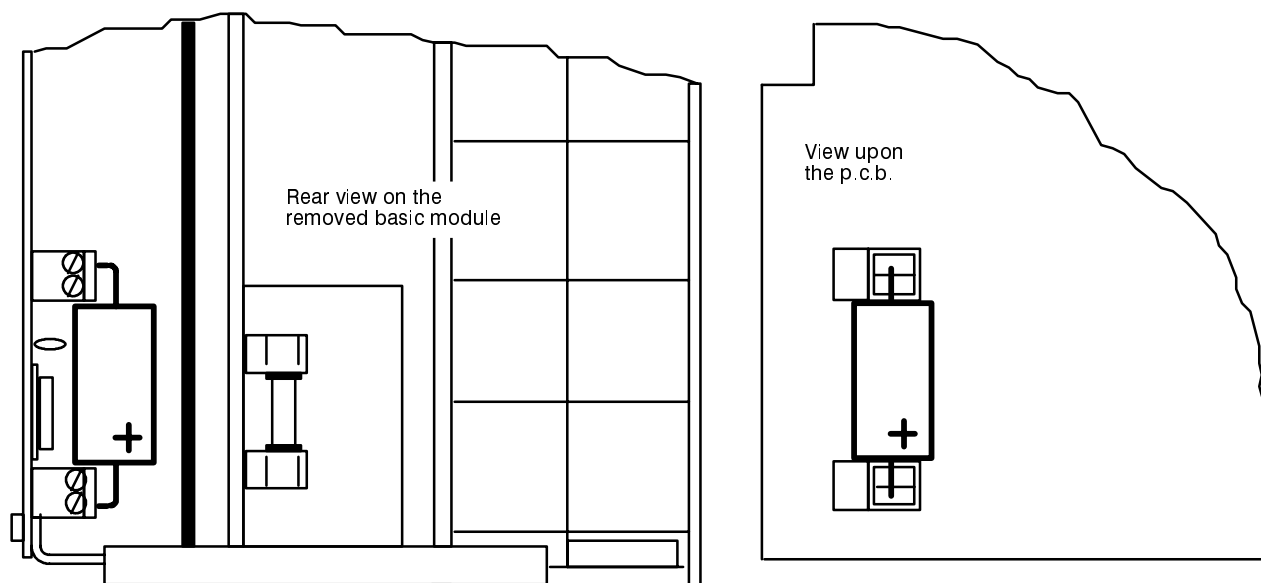 Rear view on the
removed basic module
View upon
the p.c.b.
+
+